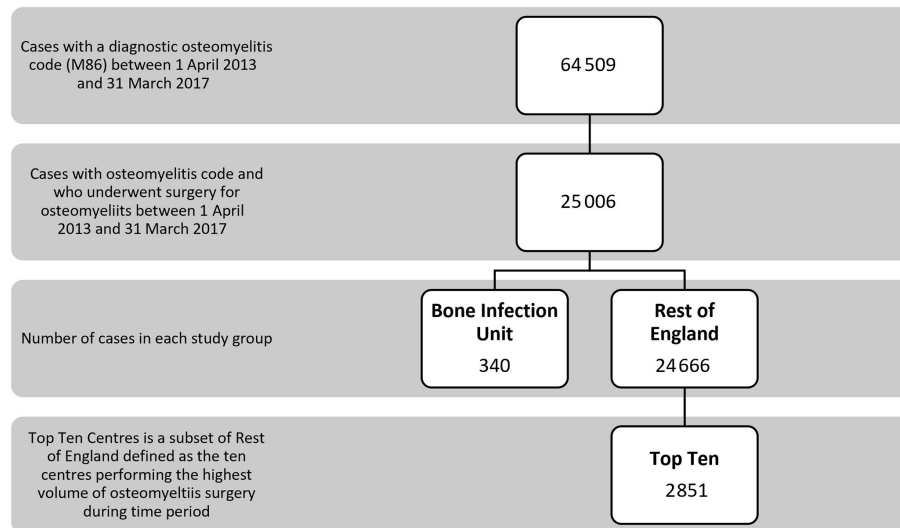 Cases with a diagnostic osteomyelitis
code (M86) between 1 April 2013
and 31 March 2017
64 509
Cases with osteomyelitis code and
who underwent surgery for
osteomyeliits between 1 April
2013 and 31 March 2017
25 006
Number of cases in each study group
Bone Infection
Unit
340
Rest of
England
24 666
Top Ten Centres is a subset of Rest
of England defined as the ten
centres performing the highest
volume of osteomyeltiis surgery
during time period
Top Ten
2851